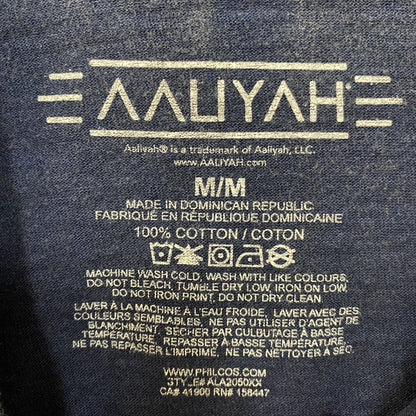 AALIYAH
Aaliyah® is a trademark of Aaliyah, LLC.
www.AALIYAH.com
M/M
MADE IN DOMINICAN REPUBLIC
FABRIQUÉ EN RÉPUBLIQUE DOMINICAINE
100% COTTON / COTON
MACHINE WASH COLD, WASH WITH LIKE COLOURS,
DO NOT BLEACH, TUMBLE DRY LOW, IRON ON LOW,
DO NOT IRON PRINT, DO NOT DRY CLEAN
LAVER À LA MACHINE À L'EAU FROIDE, LAVER AVEC DES
COULEURS SEMBLABLES, NE PAS UTILISER D'AGENT DE
BLANCHIMENT, SÉCHER PAR CULBUTAGE À BASSE
TEMPÉRATURE, REPASSER À BASSE TEMPÉRATURE,
NE PAS REPASSER L'IMPRIMÉ, NE PAS NETTOYER À SEC.
WWW.PHILCOS.COM
STYLE# ALA2050XX
CA# 41900 RN# 158447